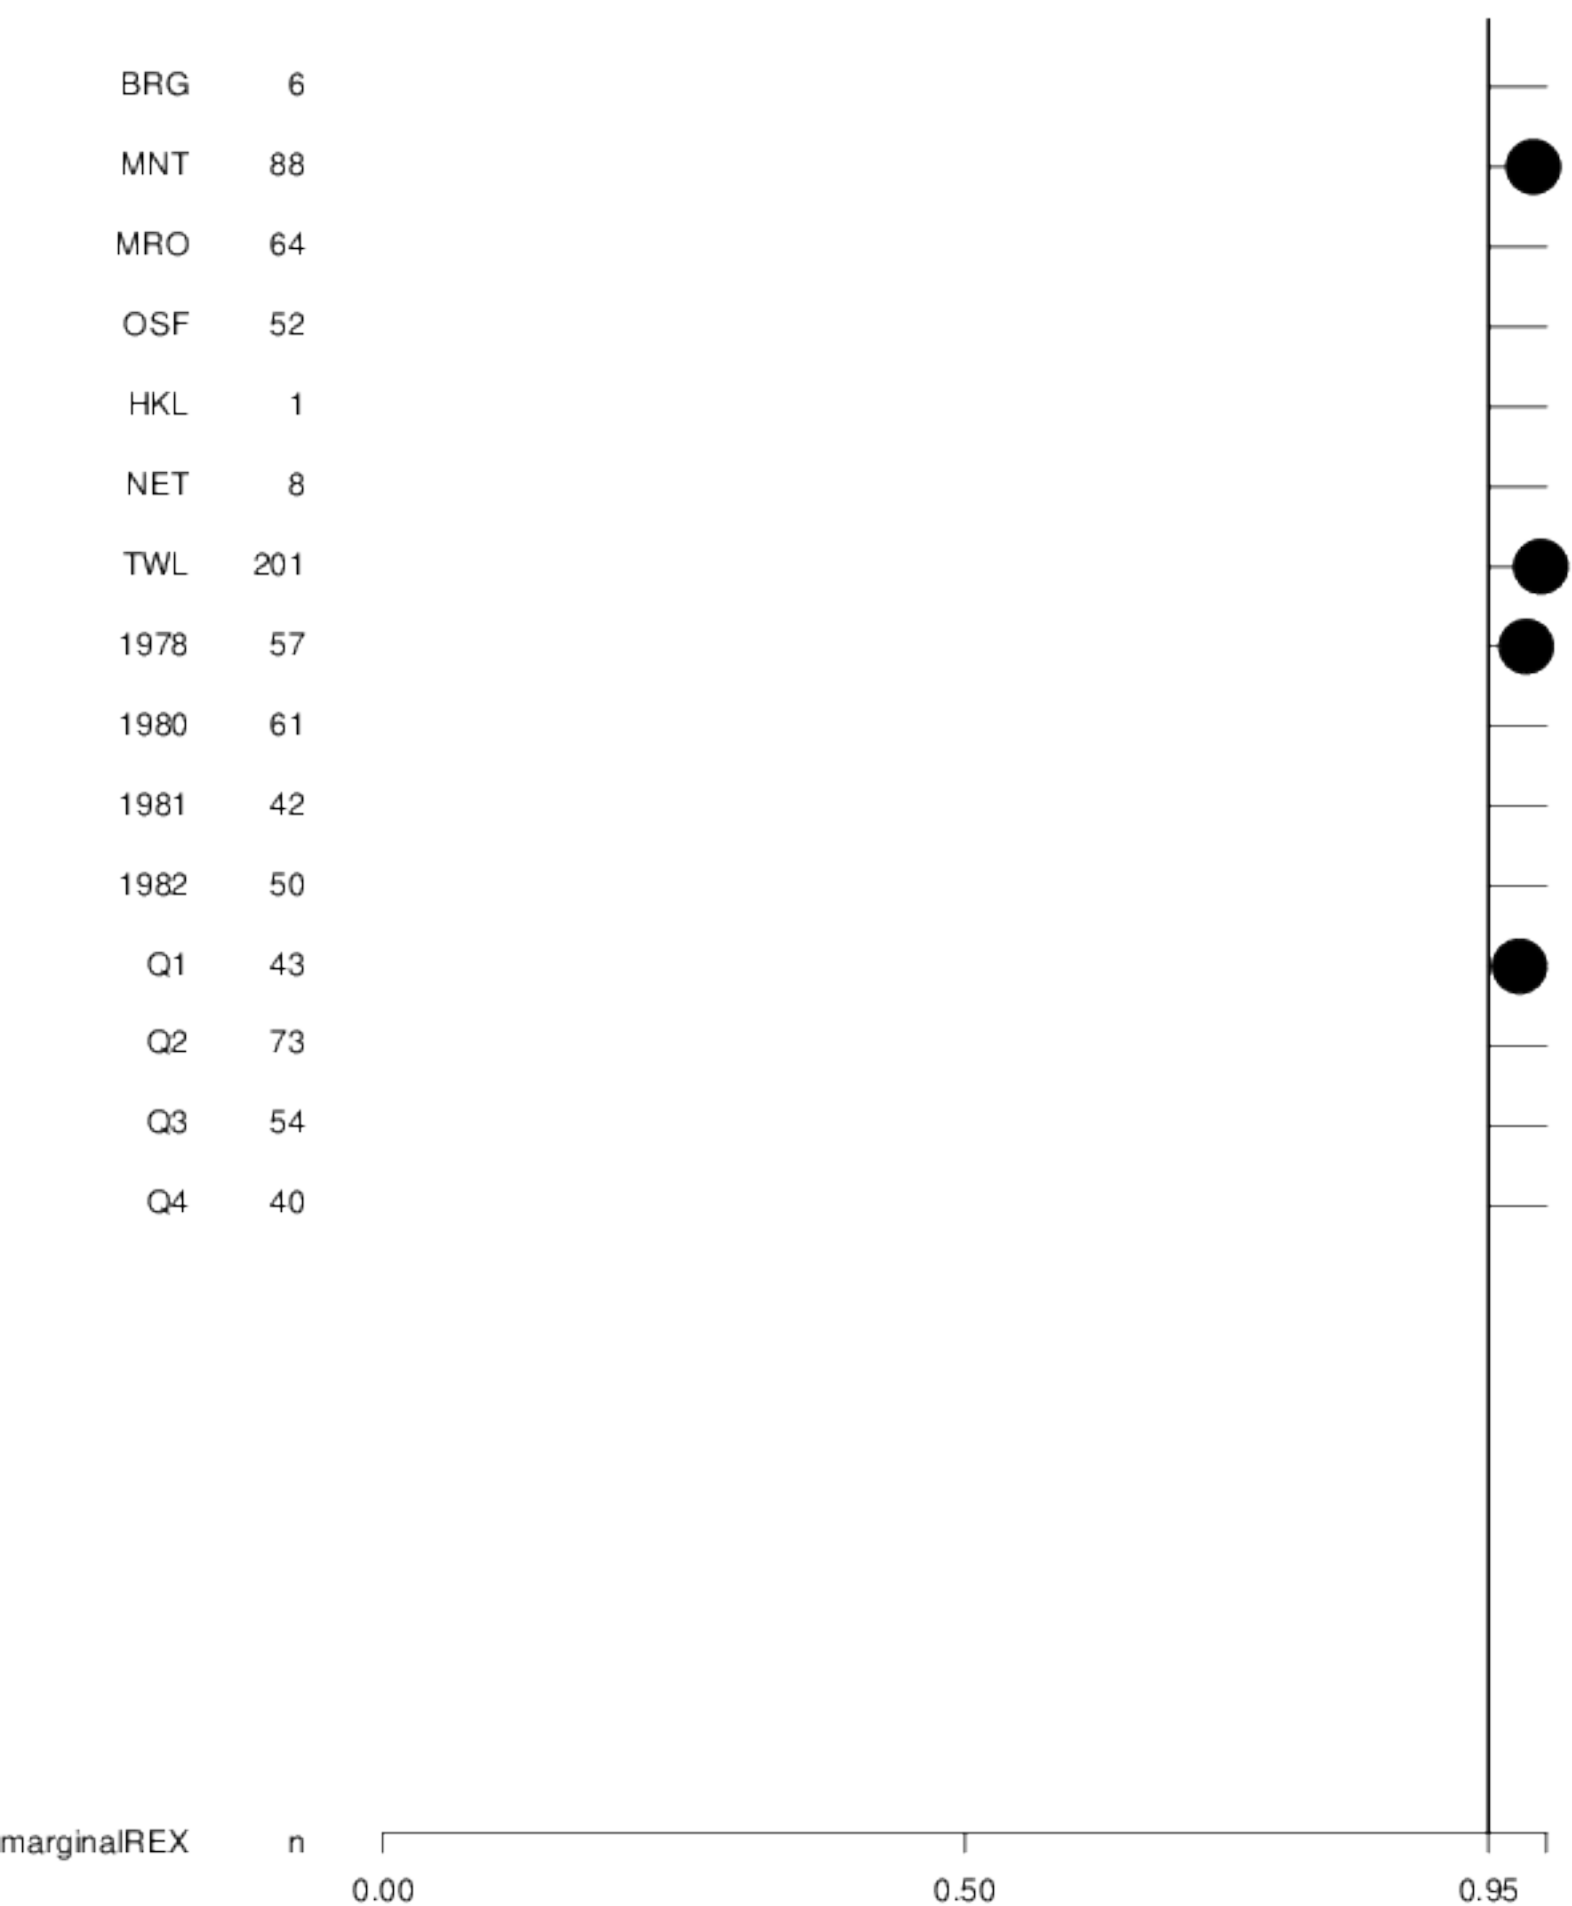 BRG 6
MNT 88
MRO 64
OSF 52
HKL 1
NET 8
TWL 201
1978 57
1980 61
1981 42
1982 50
Q1 43
Q2 73
Q3 54
Q4 40
marginalREX n
0.00 0.50 0.95